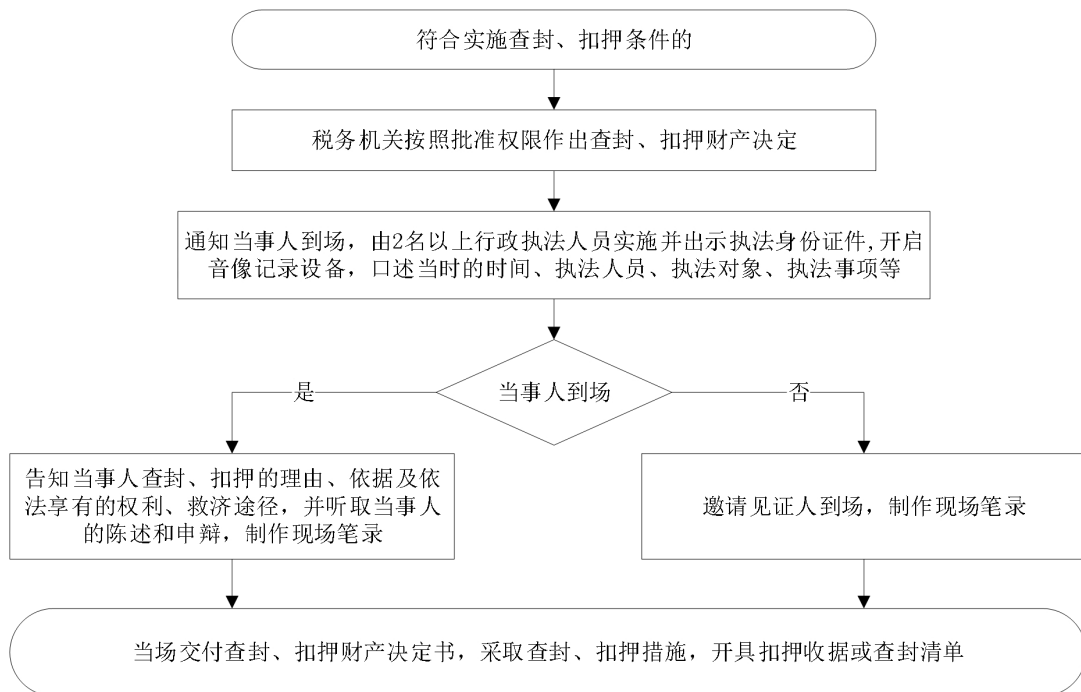 符合实施查封、扣押条件的
税务机关按照批准权限作出查封、扣押财产决定
通知当事人到场，由2名以上行政执法人员实施并出示执法身份证件,开启
音像记录设备，口述当时的时间、执法人员、执法对象、执法事项等
当事人到场
是
否
告知当事人查封、扣押的理由、依据及依
法享有的权利、救济途径，并听取当事人
的陈述和申辩，制作现场笔录
邀请见证人到场，制作现场笔录
当场交付查封、扣押财产决定书，采取查封、扣押措施，开具扣押收据或查封清单